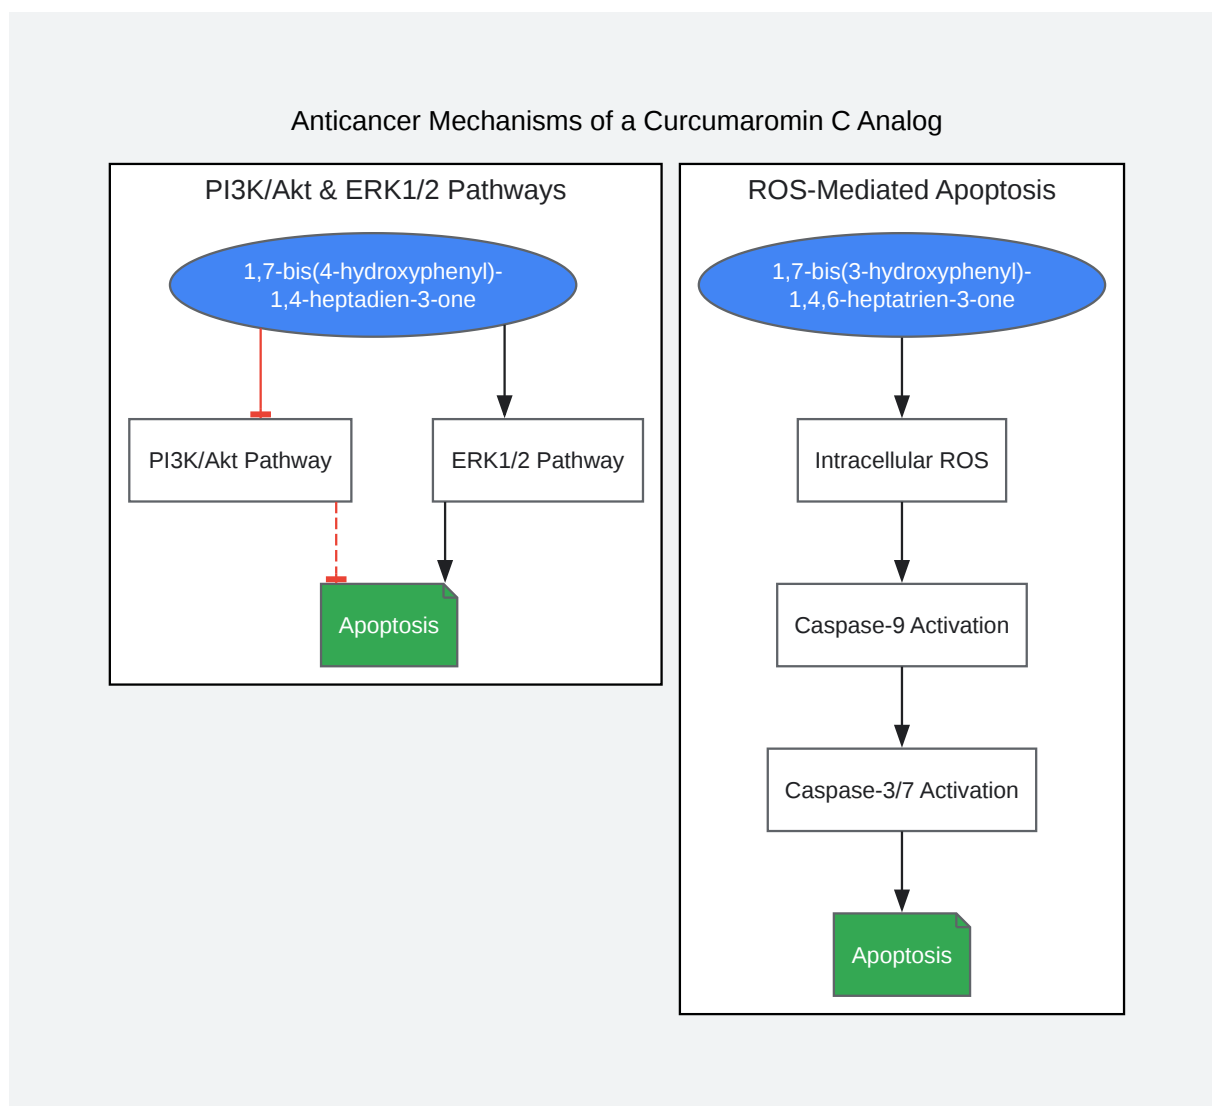 Anticancer Mechanisms of a Curcumaromin C Analog
PI3K/Akt & ERK1/2 Pathways
1,7-bis(4-hydroxyphenyl)-
1,4-heptadien-3-one
PI3K/Akt Pathway
ERK1/2 Pathway
Apoptosis
ROS-Mediated Apoptosis
1,7-bis(3-hydroxyphenyl)-
1,4,6-heptatrien-3-one
Intracellular ROS
Caspase-9 Activation
Caspase-3/7 Activation
Apoptosis